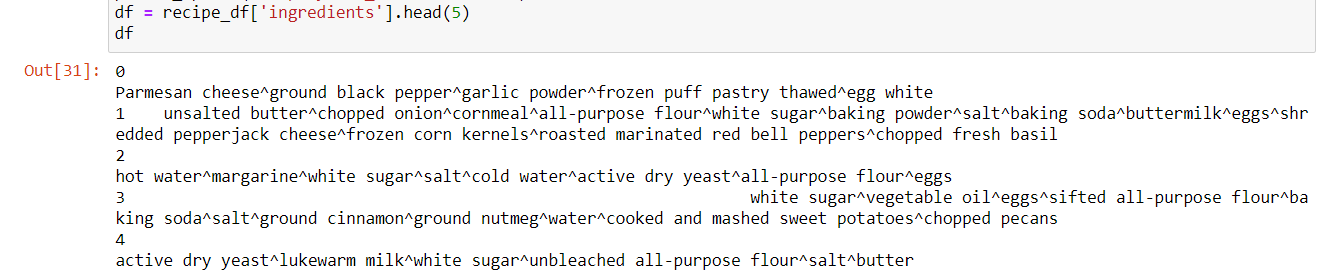 df = recipe_df['ingredients'].head(5)
df
Out[31]: 0
Parmesan cheese^ground black pepper^garlic powder^frozen puff pastry thawed^egg white
1    unsalted butter^chopped onion^cornmeal^all-purpose flour^white sugar^baking powder^salt^baking soda^buttermilk^eggs^shr
edded pepperjack cheese^frozen corn kernels^roasted marinated red bell peppers^chopped fresh basil
2
hot water^margarine^white sugar^salt^cold water^active dry yeast^all-purpose flour^eggs
3                                                                  white sugar^vegetable oil^eggs^sifted all-purpose flour^ba
king soda^salt^ground cinnamon^ground nutmeg^water^cooked and mashed sweet potatoes^chopped pecans
4
active dry yeast^lukewarm milk^white sugar^unbleached all-purpose flour^salt^butter